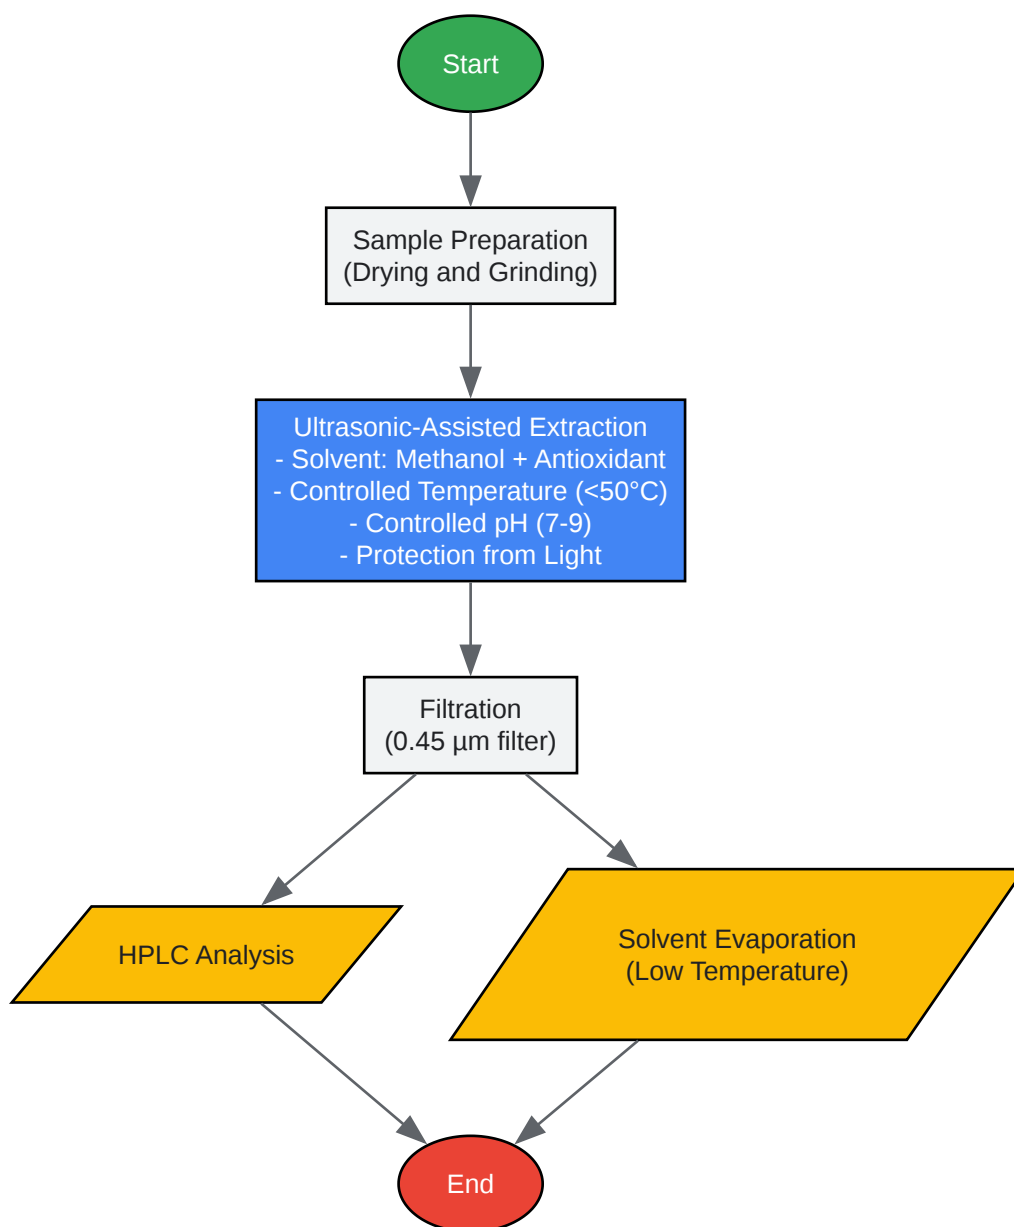 Start
Sample Preparation
(Drying and Grinding)
Ultrasonic-Assisted Extraction
- Solvent: Methanol + Antioxidant
- Controlled Temperature (<50°C)
- Controlled pH (7-9)
- Protection from Light
Filtration
(0.45 µm filter)
HPLC Analysis
Solvent Evaporation
(Low Temperature)
End